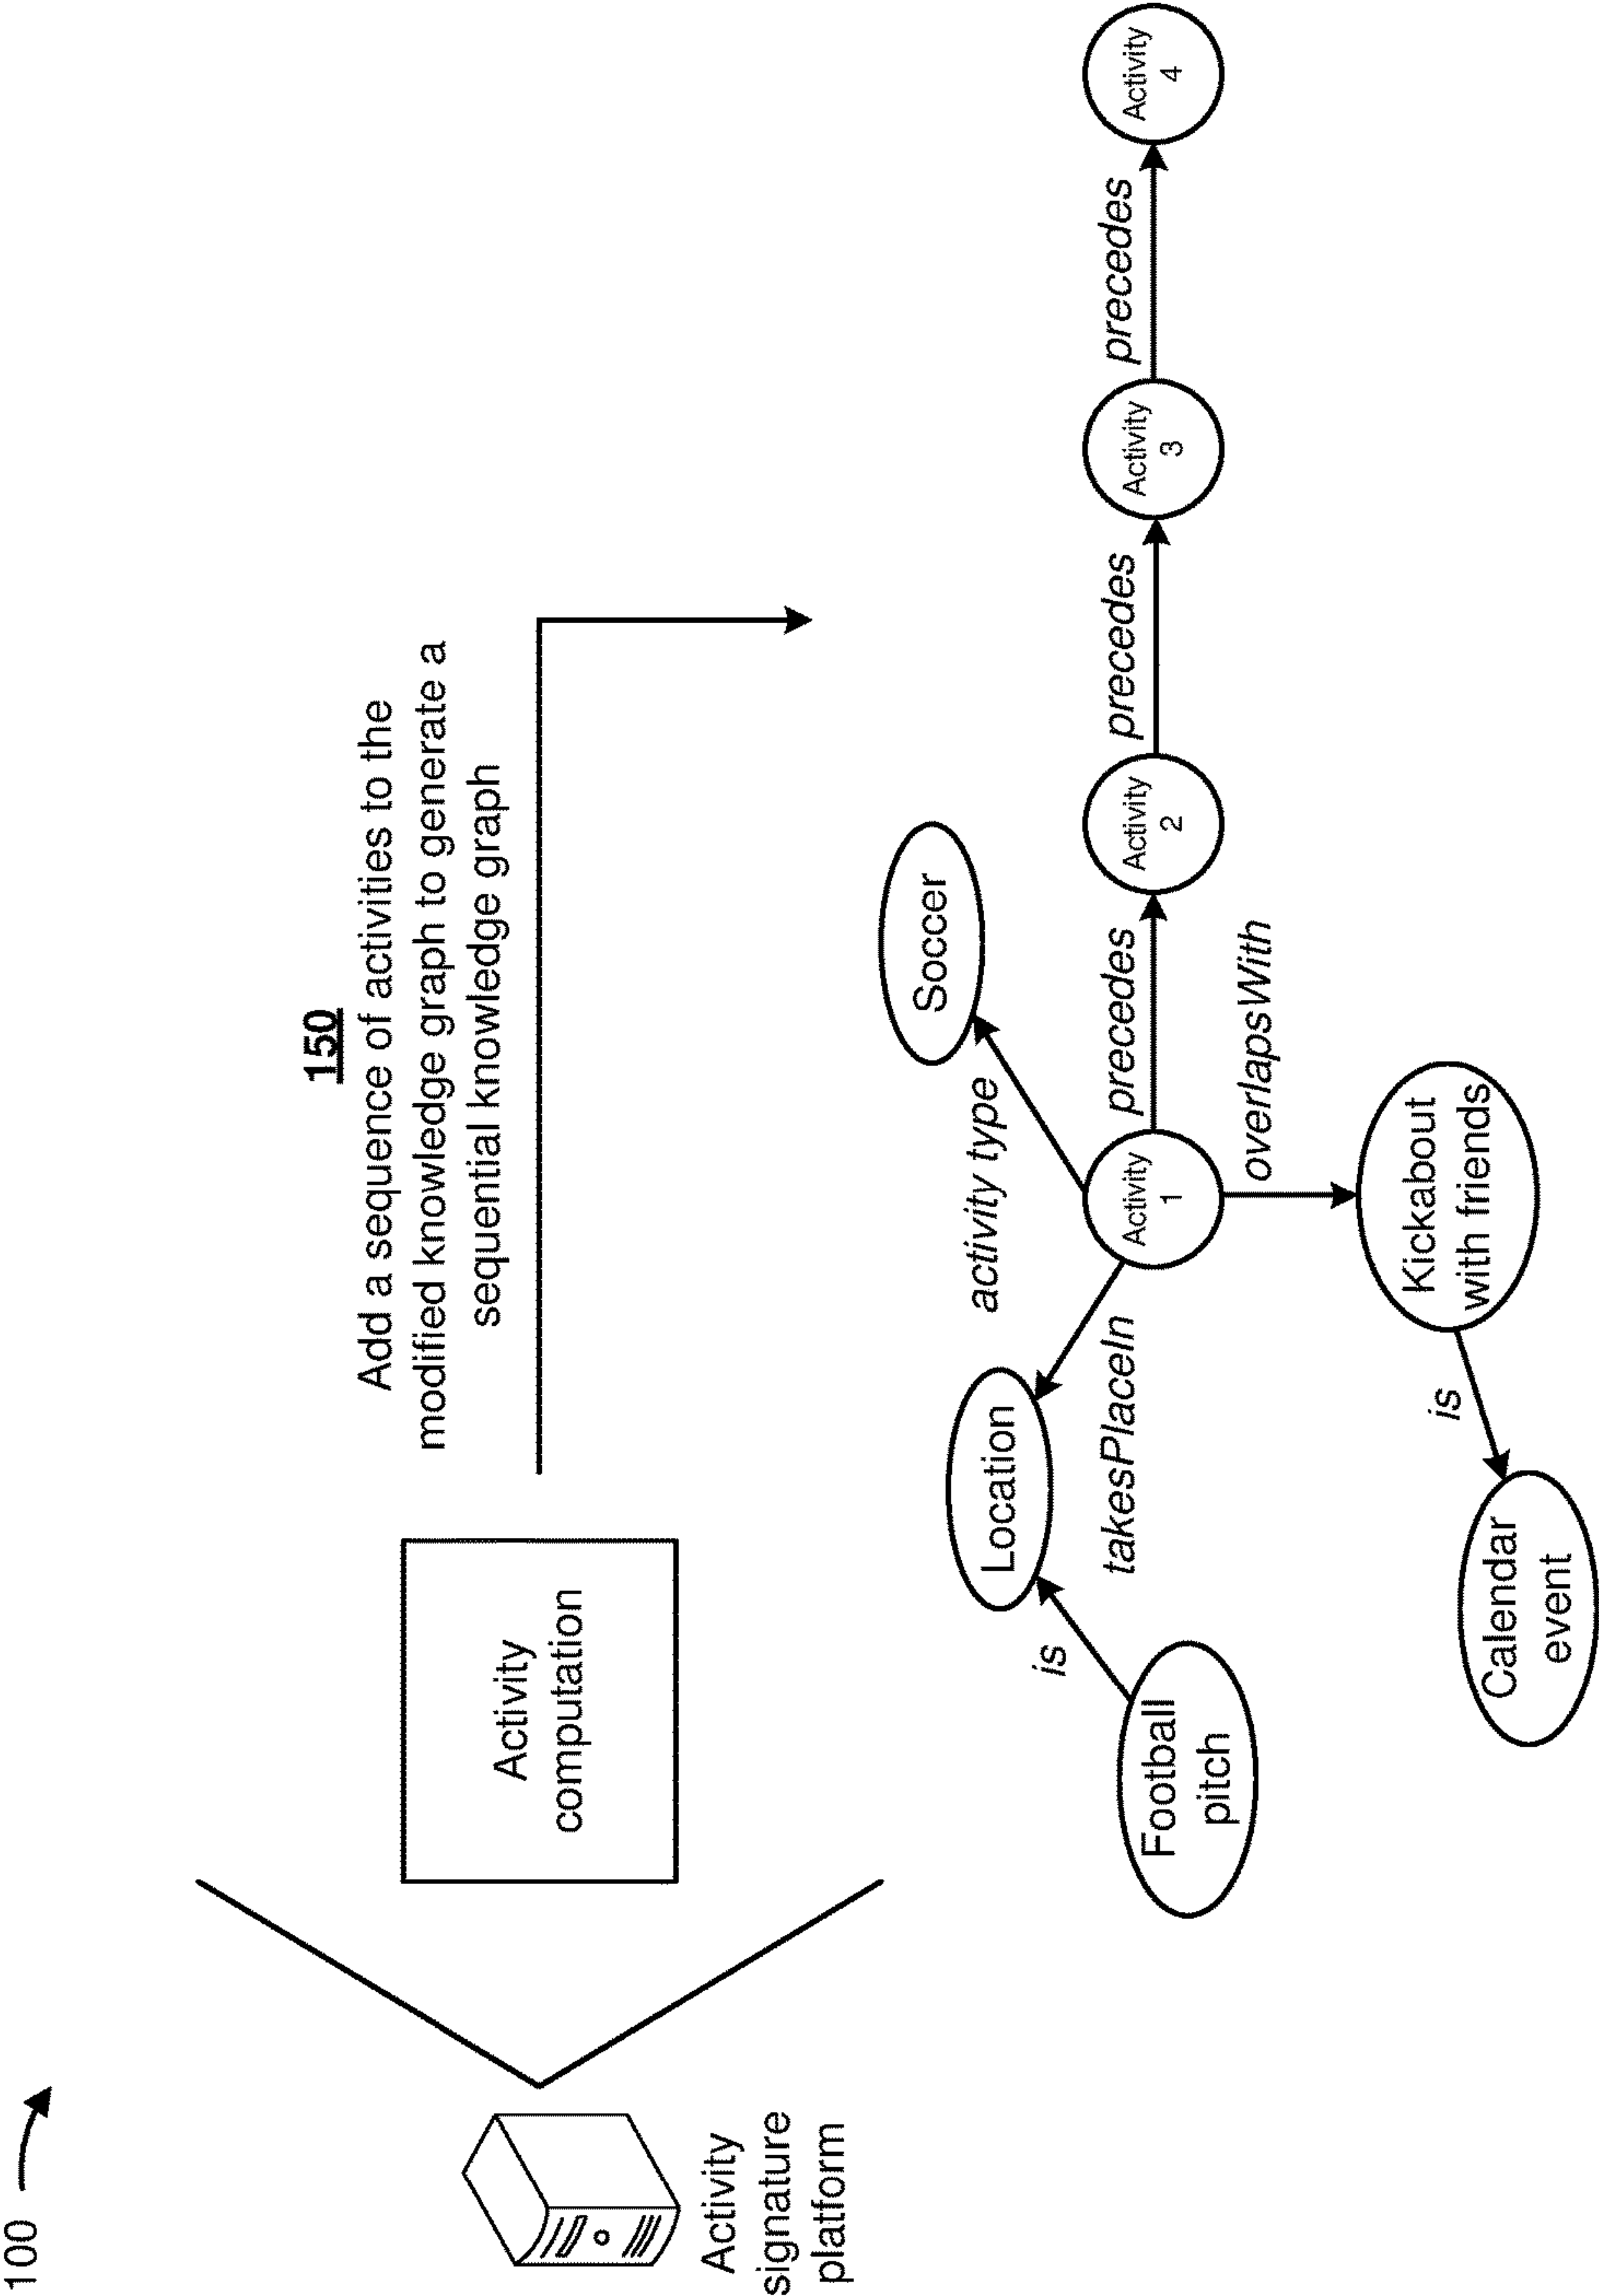 100
150
Add a sequence of activities to the
modified knowledge graph to generate a
sequential knowledge graph
Activity
computation
Activity
signature
platform
Soccer
activity type
Location
takesPlaceIn
is
Football
pitch
Activity
1
precedes
Activity
2
precedes
Activity
3
precedes
Activity
4
overlapsWith
Kickabout
with friends
is
Calendar
event